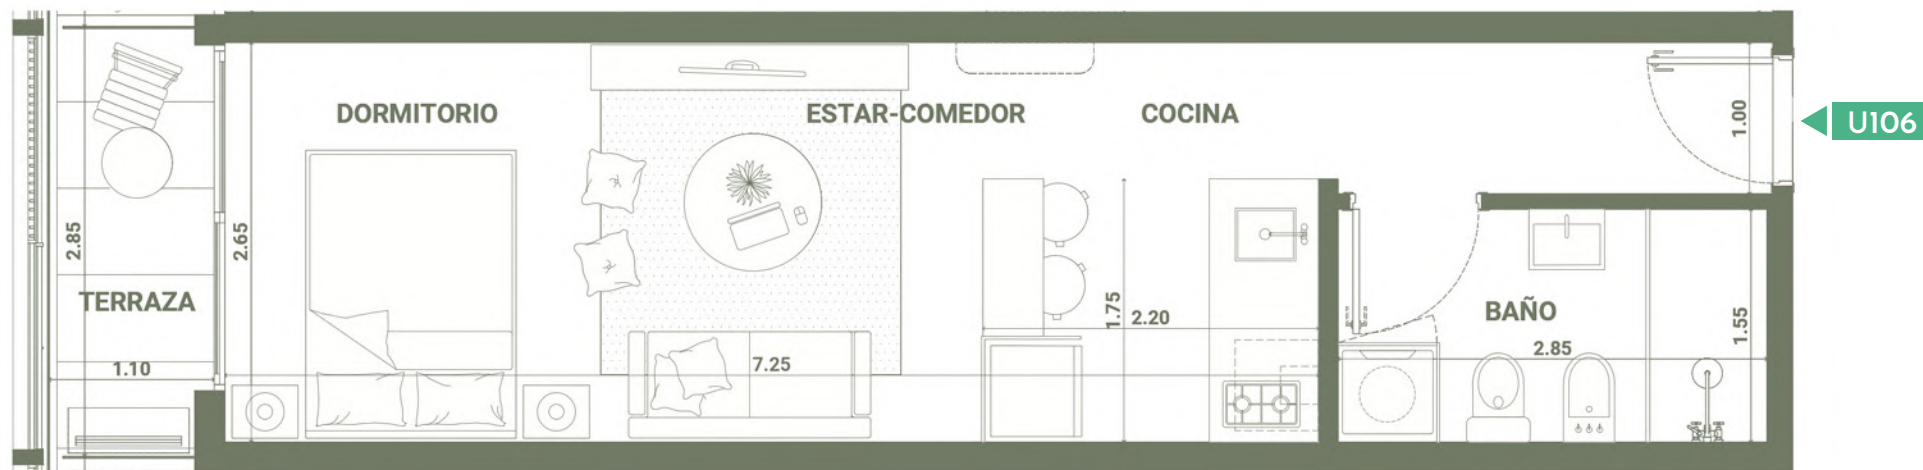 DORMITORIO
ESTAR-COMEDOR
COCINA
1.00
U106
2.85
2.65
TERRAZA
1.10
7.25
1.75
2.20
BAÑO
2.85
1.55